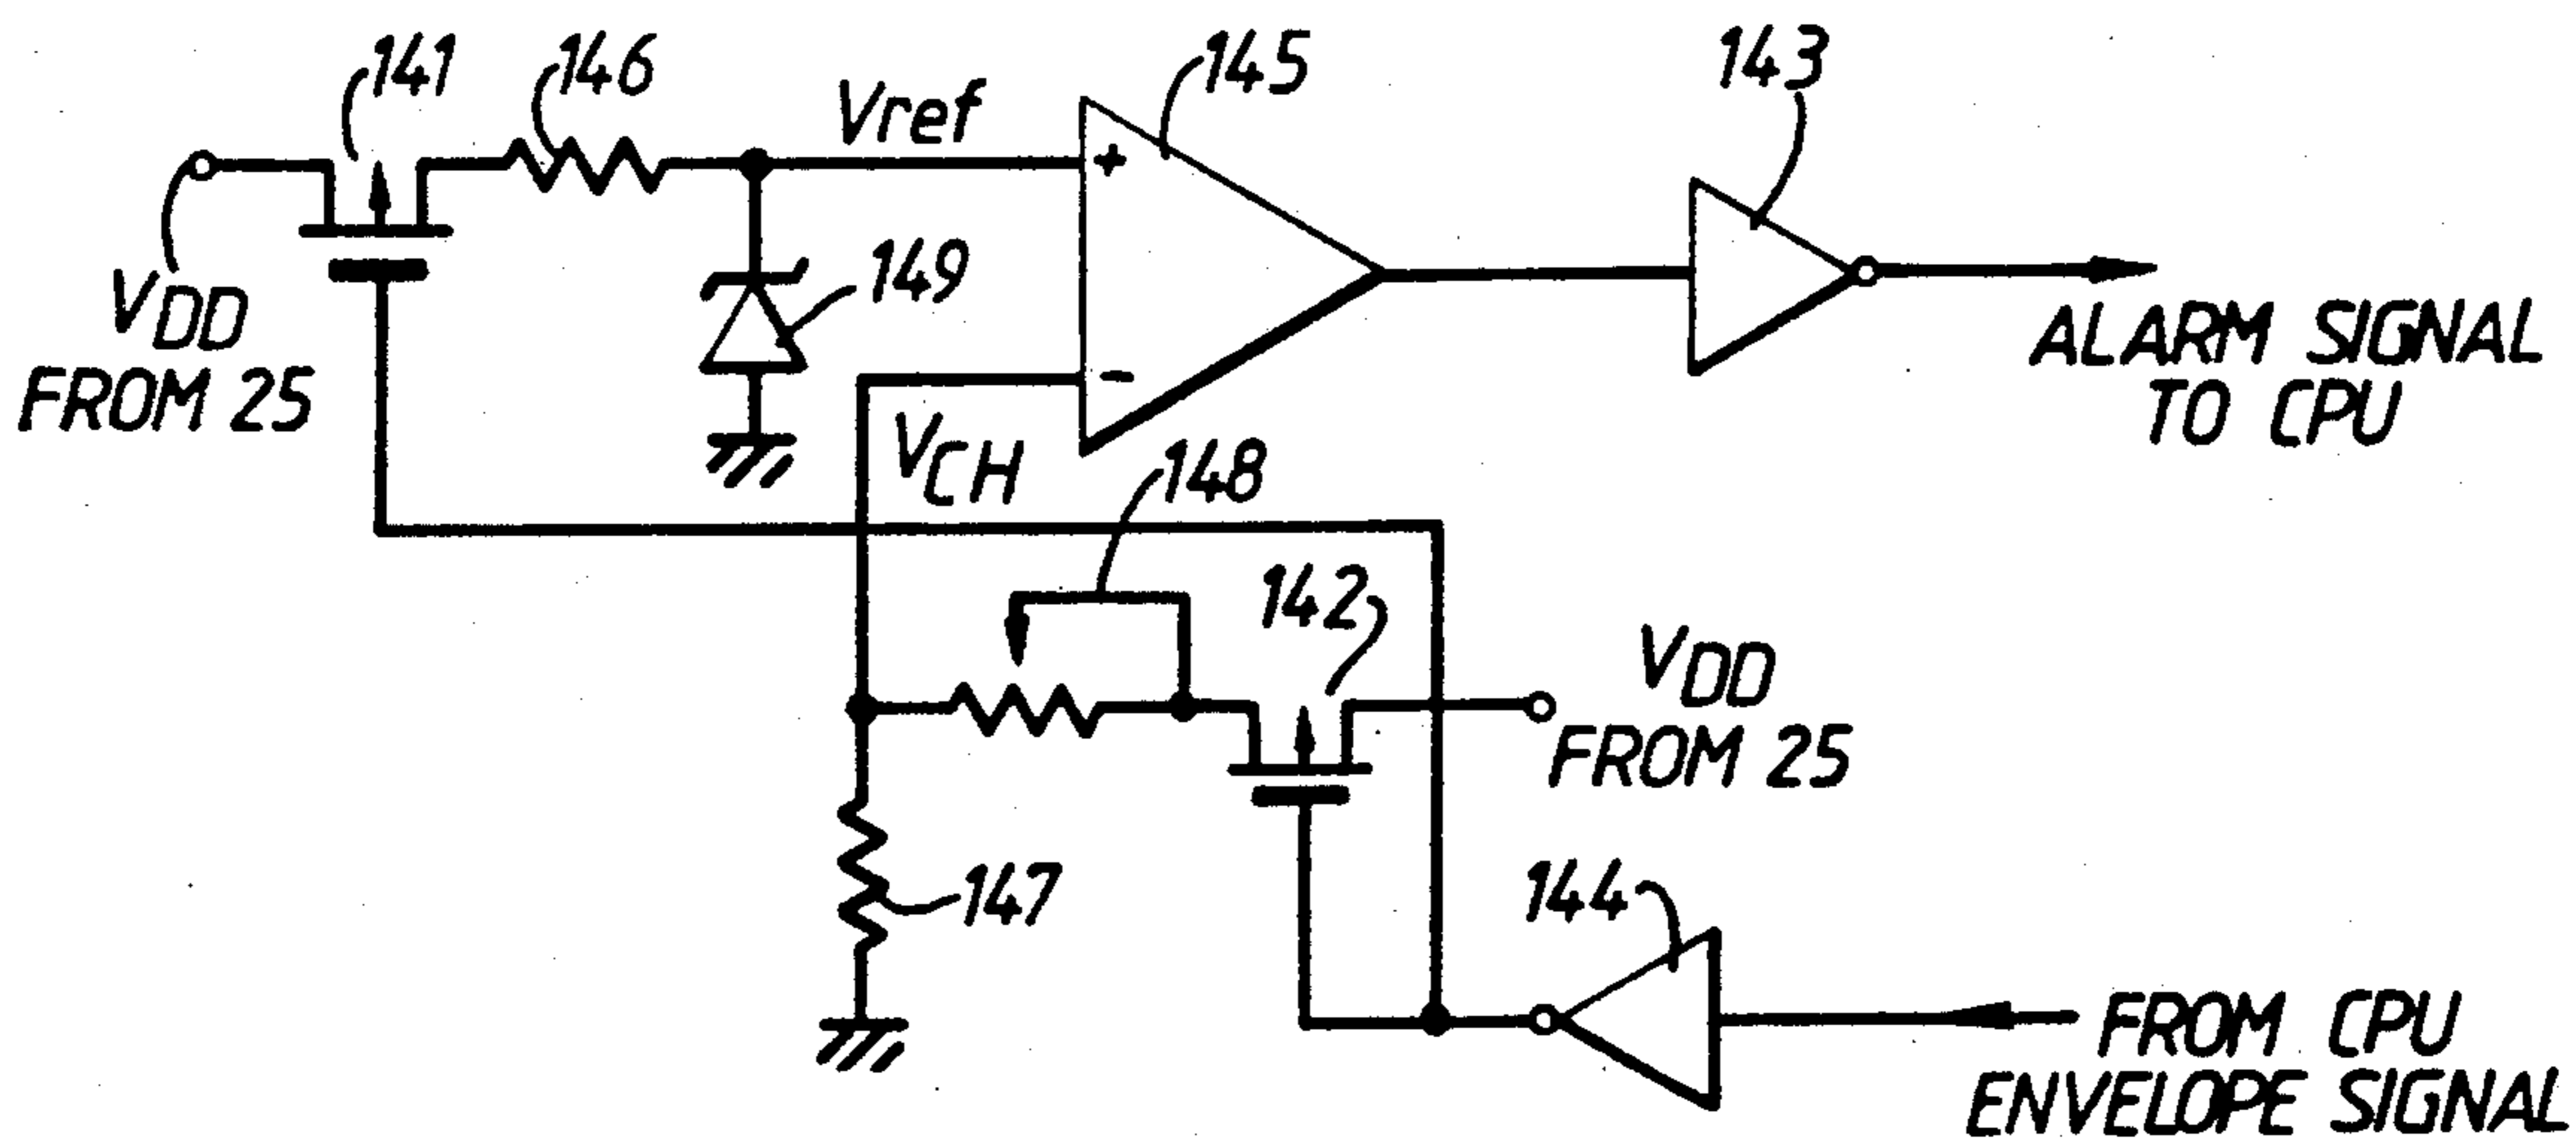 141
146
Vref
145
143
VDD
FROM 25
149
VCH
148
ALARM SIGNAL
TO CPU
142
VDD
FROM 25
147
144
FROM CPU
ENVELOPE SIGNAL
+
-